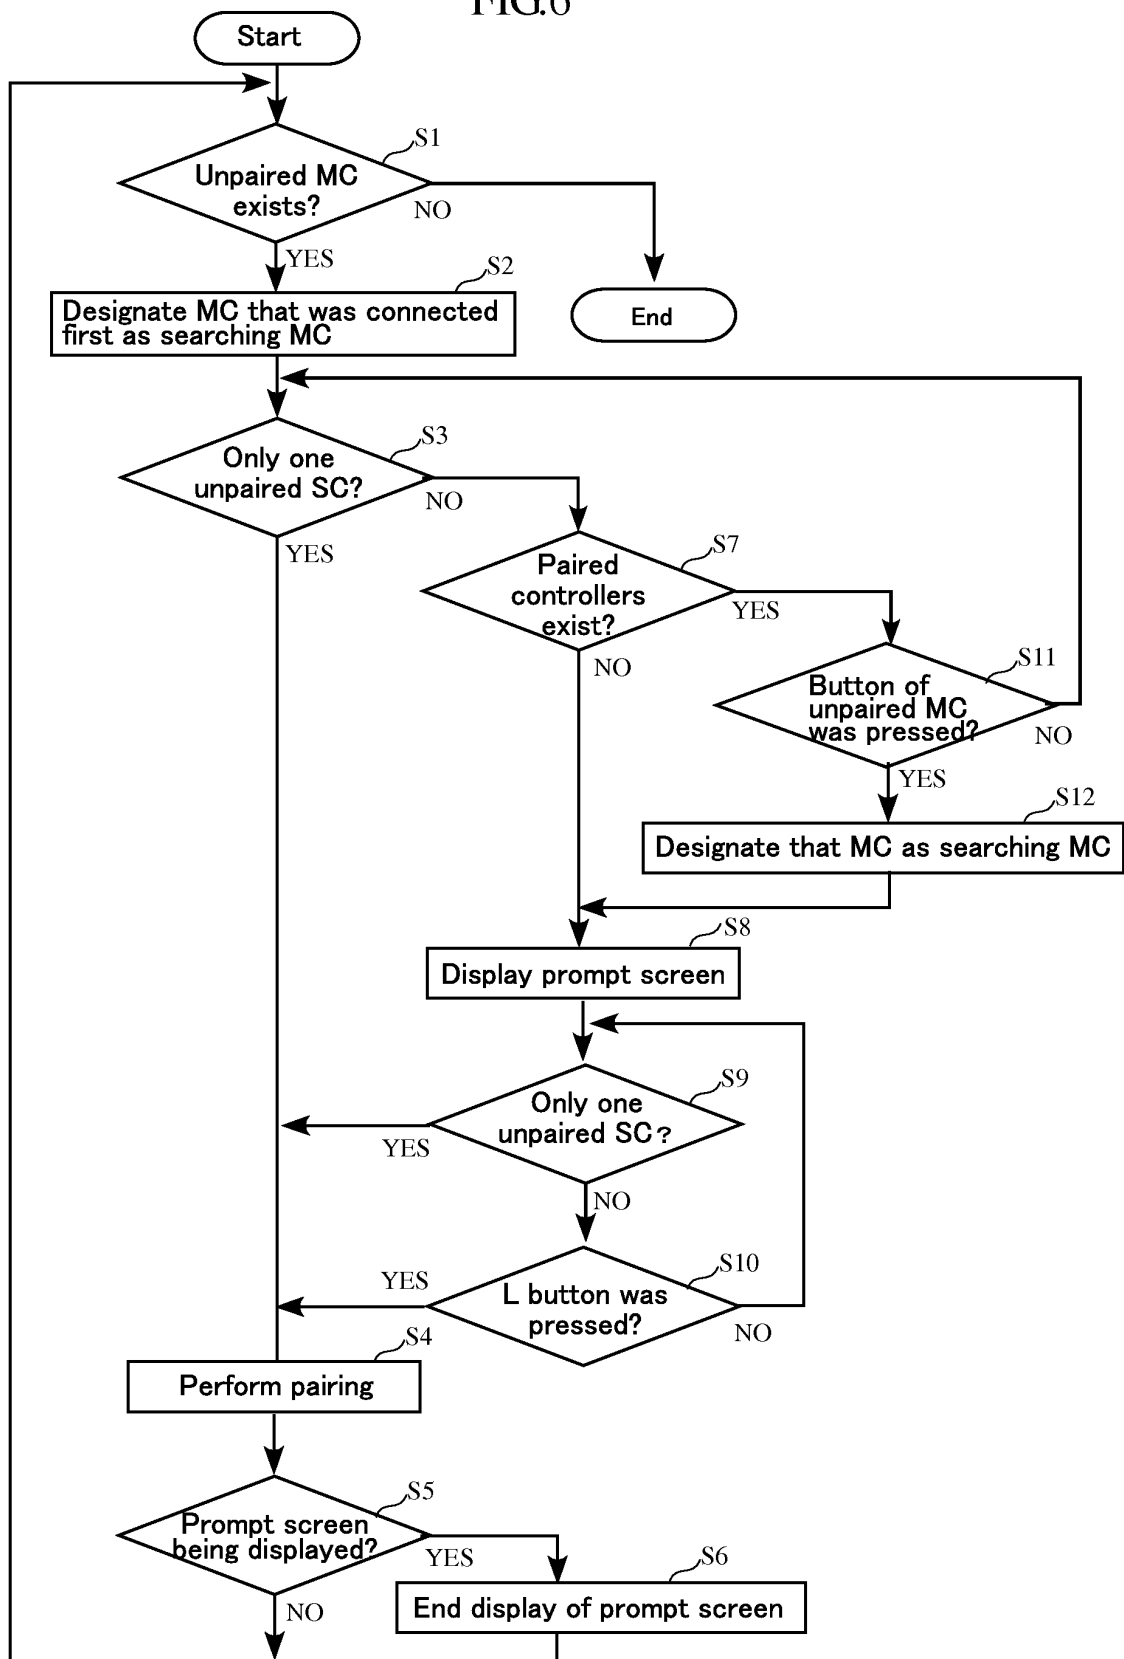 FIG.6
Start
S1
Unpaired MC
exists?
NO
YES
S2
Designate MC that was connected
first as searching MC
End
S3
Only one
unpaired SC?
NO
YES
S7
Paired
controllers
exist?
YES
NO
S11
Button of
unpaired MC
was pressed?
NO
YES
S12
Designate that MC as searching MC
S8
Display prompt screen
S9
Only one
unpaired SC?
YES
NO
S10
L button was
pressed?
YES
NO
S4
Perform pairing
S5
Prompt screen
being displayed?
YES
NO
S6
End display of prompt screen